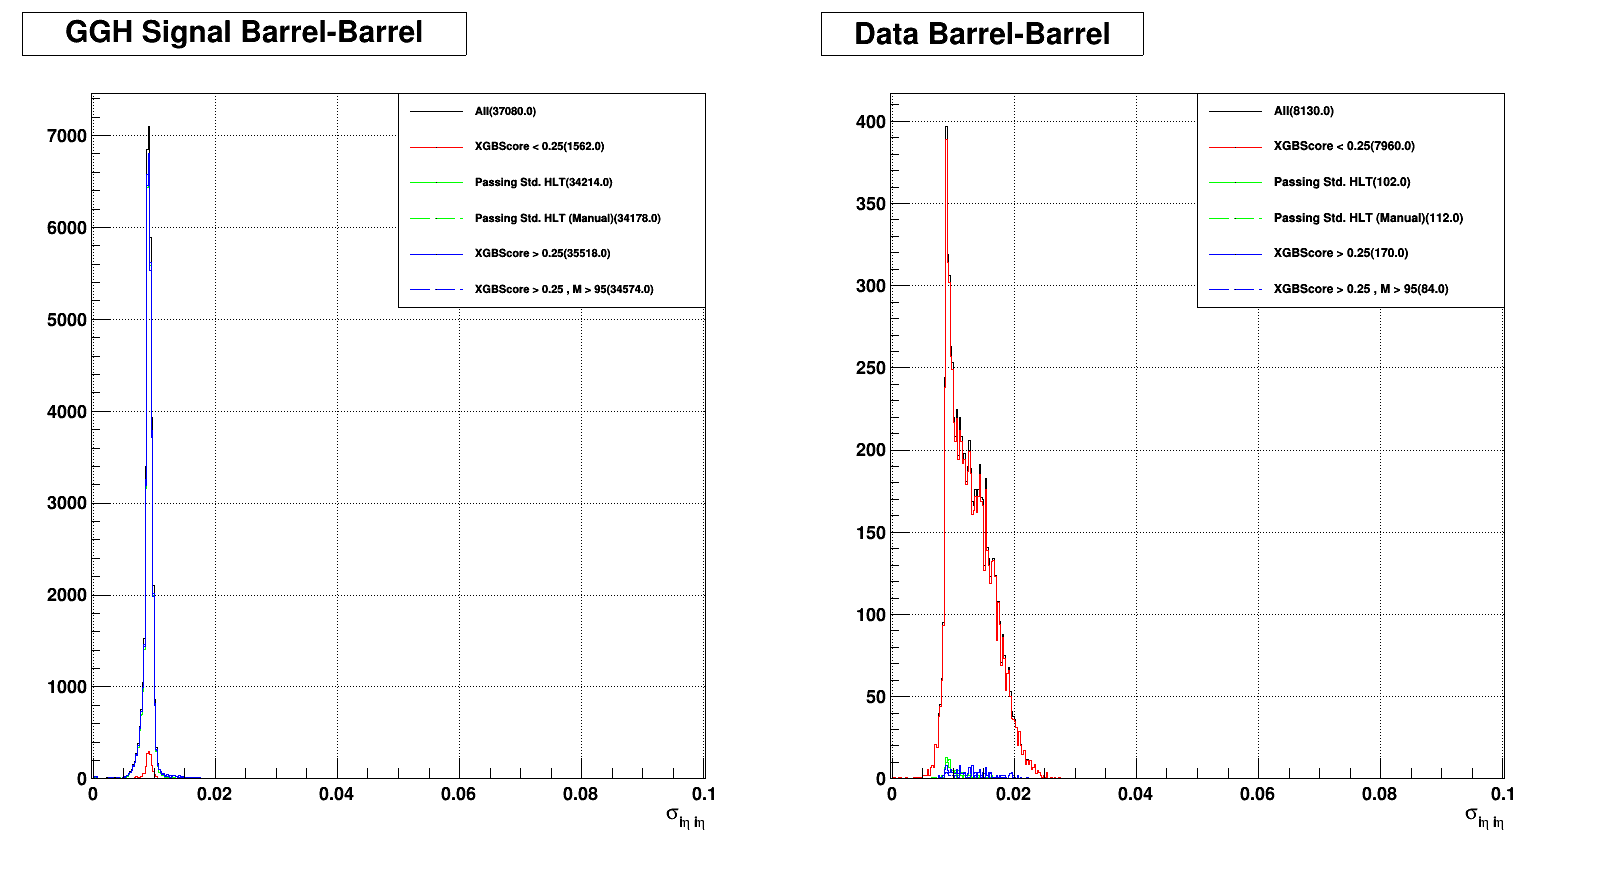 GGH Signal Barrel-Barrel
All(37080.0)
XGBScore < 0.25(1562.0)
Passing Std. HLT(34214.0)
Passing Std. HLT (Manual)(34178.0)
XGBScore > 0.25(35518.0)
XGBScore > 0.25 , M > 95(34574.0)
7000
6000
5000
4000
3000
2000
1000
0
0 0.02 0.04 0.06 0.08 0.1
σiη iη
Data Barrel-Barrel
All(8130.0)
XGBScore < 0.25(7960.0)
Passing Std. HLT(102.0)
Passing Std. HLT (Manual)(112.0)
XGBScore > 0.25(170.0)
XGBScore > 0.25 , M > 95(84.0)
400
350
300
250
200
150
100
50
0
0 0.02 0.04 0.06 0.08 0.1
σiη iη